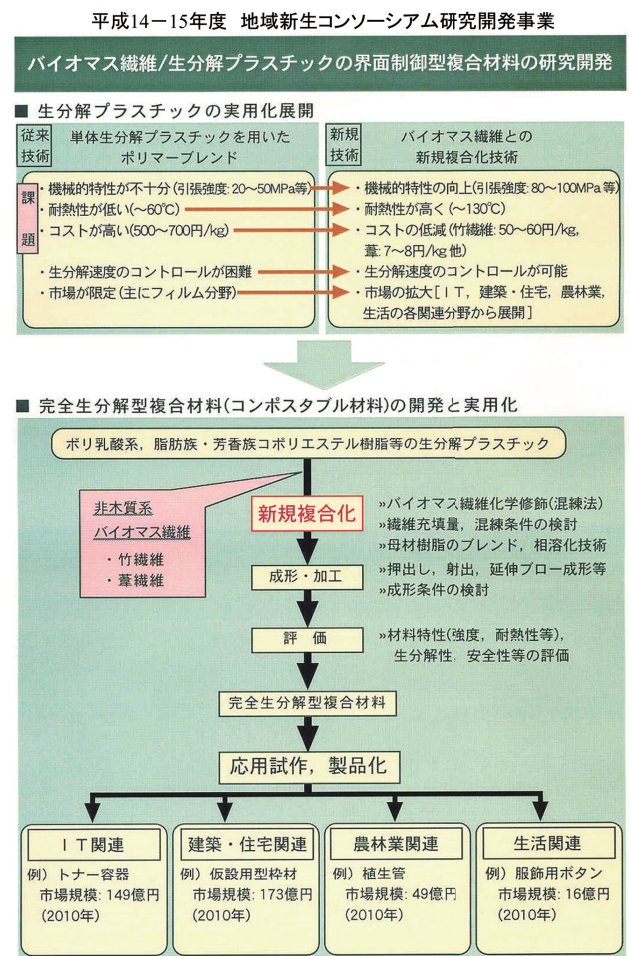 平成14－15年度 地域新生コンソーシアム研究開発事業
バイオマス繊維/生分解プラスチックの界面制御型複合材料の研究開発
■ 生分解プラスチックの実用化展開
従来
技術
単体生分解プラスチックを用いた
ポリマーブレンド
新規
技術
バイオマス繊維との
新規複合化技術
課
題
・機械的特性が不十分(引張強度:20～50MPa等)
・耐熱性が低い(～60℃)
・コストが高い(500～700円/kg)
・生分解速度のコントロールが困難
・市場が限定(主にフィルム分野)
・機械的特性の向上(引張強度:80～100MPa等)
・耐熱性が高く(～130℃)
・コストの低減(竹繊維:50～60円/kg,
葦:7～8円/kg他)
・生分解速度のコントロールが可能
・市場の拡大[IT，建築・住宅，農林業，
生活の各関連分野から展開]
■ 完全生分解型複合材料(コンポスタブル材料)の開発と実用化
ポリ乳酸系，脂肪族・芳香族コポリエステル樹脂等の生分解プラスチック
非木質系
バイオマス繊維
・竹繊維
・葦繊維
新規複合化
»バイオマス繊維化学修飾(混練法)
»繊維充填量，混練条件の検討
»母材樹脂のブレンド，相溶化技術
成形・加工
»押出し，射出，延伸ブロー成形等
»成形条件の検討
評 価
»材料特性(強度，耐熱性等)，
生分解性，安全性等の評価
完全生分解型複合材料
応用試作，製品化
IT関連
例）トナー容器
市場規模:149億円
(2010年)
建築・住宅関連
例）仮設用型枠材
市場規模:173億円
(2010年)
農林業関連
例）植生管
市場規模:49億円
(2010年)
生活関連
例）服飾用ボタン
市場規模:16億円
(2010年)